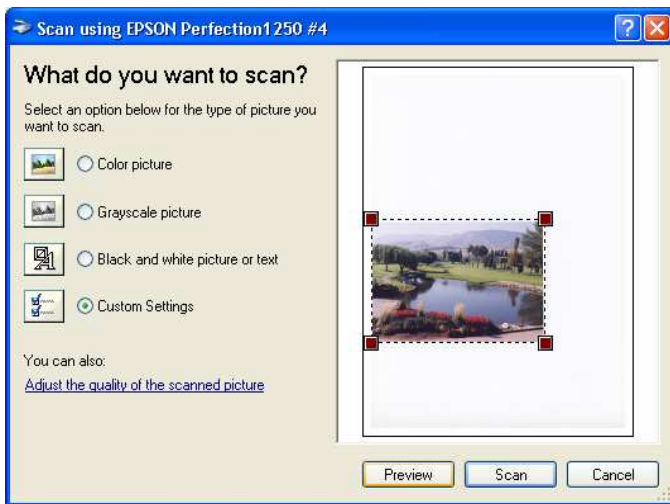 Scan using EPSON Perfection1250 #4
What do you want to scan?
Select an option below for the type of picture you
want to scan.
Color picture
Grayscale picture
Black and white picture or text
Custom Settings
You can also:
Adjust the quality of the scanned picture
Preview
Scan
Cancel